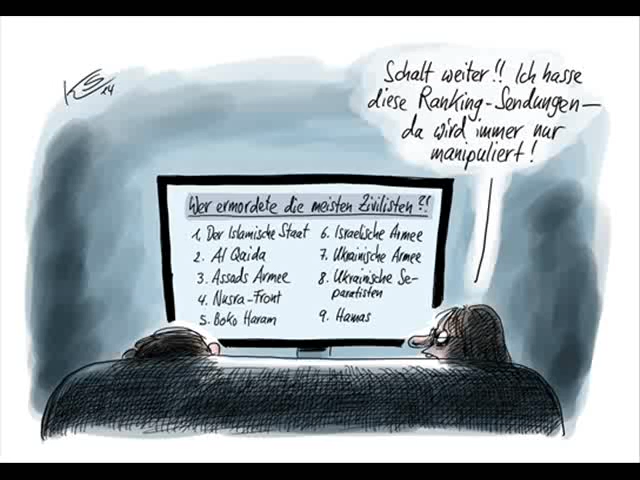 KS 14
Schalt weiter!! Ich hasse
diese Ranking-Sendungen—
da wird immer nur
manipuliert!
Wer ermordete die meisten Zivilisten?!
1. Der Islamische Staat
2. Al Qaida
3. Assads Armee
4. Nusra-Front
5. Boko Haram
6. Israelische Armee
7. Ukrainische Armee
8. Ukrainische Se-
paratisten
9. Hamas